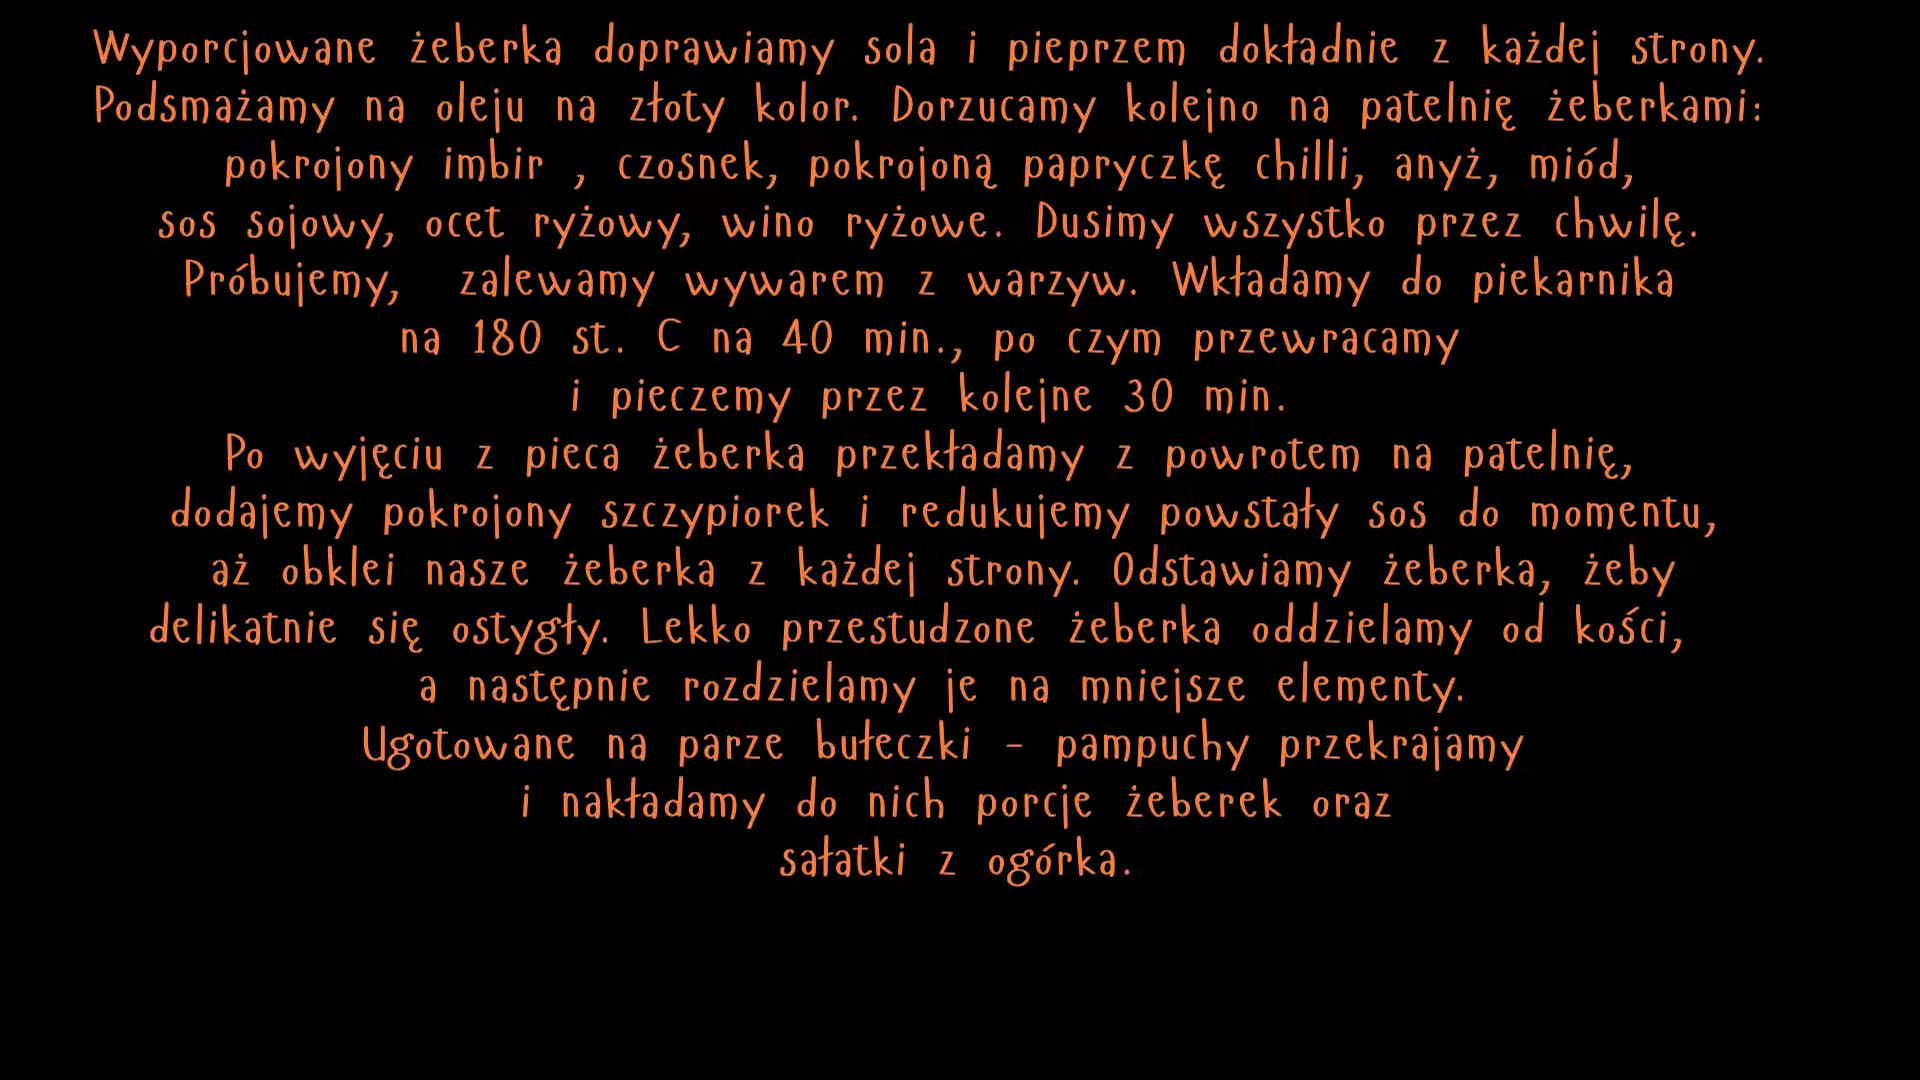 Wyporcjowane żeberka doprawiamy sola i pieprzem dokładnie z każdej strony.
Podsmażamy na oleju na złoty kolor. Dorzucamy kolejno na patelnię żeberkami:
pokrojony imbir , czosnek, pokrojoną papryczkę chilli, anyż, miód,
sos sojowy, ocet ryżowy, wino ryżowe. Dusimy wszystko przez chwilę.
Próbujemy, zalewamy wywarem z warzyw. Wkładamy do piekarnika
na 180 st. C na 40 min., po czym przewracamy
i pieczemy przez kolejne 30 min.
Po wyjęciu z pieca żeberka przekładamy z powrotem na patelnię,
dodajemy pokrojony szczypiorek i redukujemy powstały sos do momentu,
aż obklei nasze żeberka z każdej strony. Odstawiamy żeberka, żeby
delikatnie się ostygły. Lekko przestudzone żeberka oddzielamy od kości,
a następnie rozdzielamy je na mniejsze elementy.
Ugotowane na parze bułeczki - pampuchy przekrajamy
i nakładamy do nich porcje żeberek oraz
sałatki z ogórka.